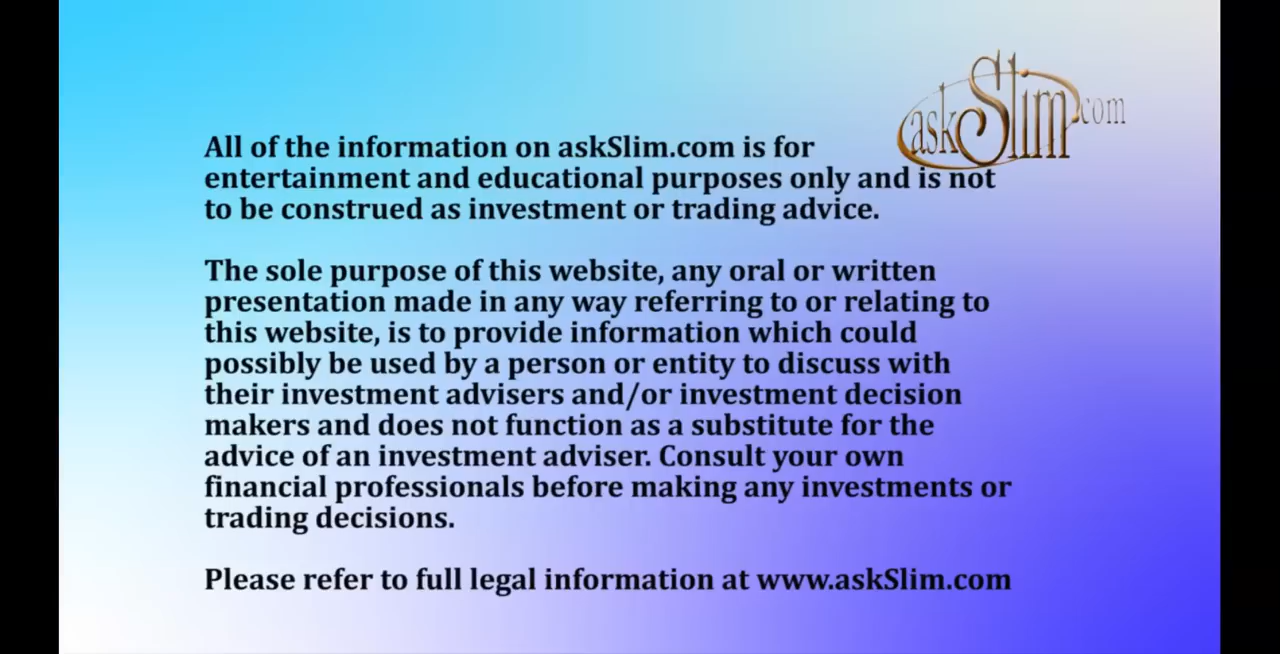 askSlim.com
All of the information on askSlim.com is for
entertainment and educational purposes only and is not
to be construed as investment or trading advice.
The sole purpose of this website, any oral or written
presentation made in any way referring to or relating to
this website, is to provide information which could
possibly be used by a person or entity to discuss with
their investment advisers and/or investment decision
makers and does not function as a substitute for the
advice of an investment adviser. Consult your own
financial professionals before making any investments or
trading decisions.
Please refer to full legal information at www.askSlim.com